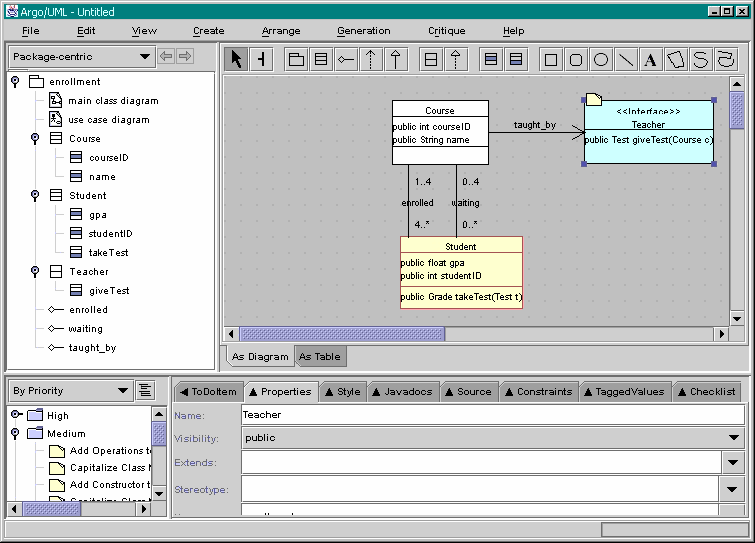 Argo/UML - Untitled
File Edit View Create Arrange Generation Critique Help
Package-centric
enrollment
main class diagram
use case diagram
Course
courseID
name
Student
gpa
studentID
takeTest
Teacher
giveTest
enrolled
waiting
taught_by
A
Course
public int courseID
public String name
taught_by
<<Interface>>
Teacher
public Test giveTest(Course c)
1..4 0..4
enrolled waiting
4..* 0..*
Student
public float gpa
public int studentID
public Grade takeTest(Test t)
As Diagram As Table
By Priority
High
Medium
Add Operations t
Capitalize Class
Add Constructor t
Capitalize Class
ToDoItem Properties Style Javadocs Source Constraints TaggedValues Checklist
Name: Teacher
Visibility: public
Extends:
Stereotype: